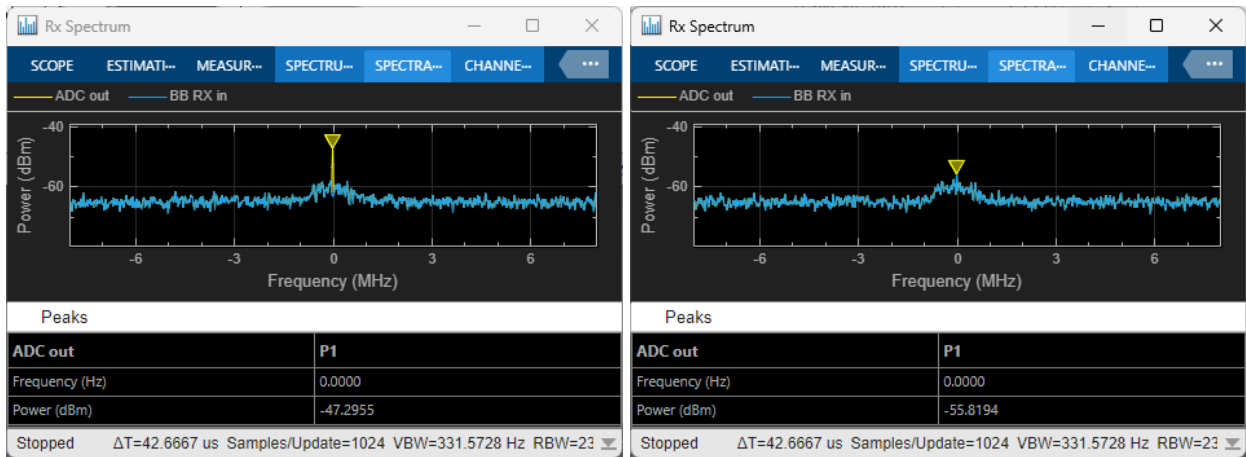 Rx Spectrum
SCOPE ESTIMATI... MEASUR... SPECTRU... SPECTRA... CHANNE... ...
ADC out BB RX in
-40
-60
Power (dBm)
-6 -3 0 3 6
Frequency (MHz)
Peaks
ADC out P1
Frequency (Hz) 0.0000
Power (dBm) -47.2955
Stopped ΔT=42.6667 us Samples/Update=1024 VBW=331.5728 Hz RBW=23
Rx Spectrum
SCOPE ESTIMATI... MEASUR... SPECTRU... SPECTRA... CHANNE... ...
ADC out BB RX in
-40
-60
Power (dBm)
-6 -3 0 3 6
Frequency (MHz)
Peaks
ADC out P1
Frequency (Hz) 0.0000
Power (dBm) -55.8194
Stopped ΔT=42.6667 us Samples/Update=1024 VBW=331.5728 Hz RBW=23